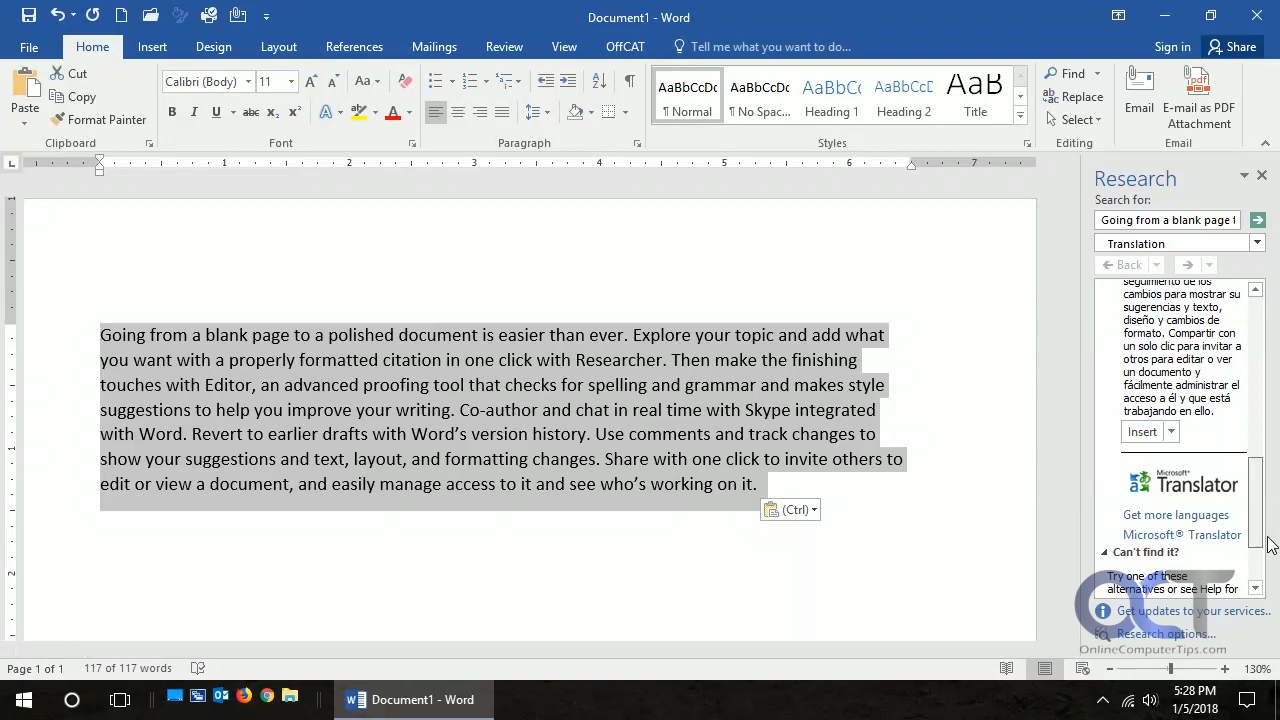 Document1 - Word
File Home Insert Design Layout References Mailings Review View OffCAT Tell me what you want to do... Sign in Share
Paste Cut Copy Format Painter Clipboard
Calibri (Body) 11 Aa B I U abc X₂ X² A A Font
Paragraph
AaBbCcDc AaBbCcDc AaBbCc AaBbCcD AaB
¶ Normal ¶ No Spac... Heading 1 Heading 2 Title
Styles
Find Replace Select Editing
Email E-mail as PDF Attachment Email
1 2 3 4 5 6 7
Going from a blank page to a polished document is easier than ever. Explore your topic and add what
you want with a properly formatted citation in one click with Researcher. Then make the finishing
touches with Editor, an advanced proofing tool that checks for spelling and grammar and makes style
suggestions to help you improve your writing. Co-author and chat in real time with Skype integrated
with Word. Revert to earlier drafts with Word’s version history. Use comments and track changes to
show your suggestions and text, layout, and formatting changes. Share with one click to invite others to
edit or view a document, and easily manage access to it and see who’s working on it.
(Ctrl)
Research
Search for:
Going from a blank page
Translation
Back
seguimiento de los
cambios para mostrar su
sugerencias y texto,
diseño y cambios de
formato. Compartir con
un solo clic para invitar a
otros para editar o ver
un documento y
fácilmente administrar el
acceso a él y que está
trabajando en ello.
Insert
Microsoft®
Translator
Get more languages
Microsoft® Translator
Can't find it?
Try one of these
alternatives or see Help for
Get updates to your services...
Research options...
OCT
OnlineComputerTips.com
Page 1 of 1 117 of 117 words 130%
Document1 - Word
5:28 PM
1/5/2018